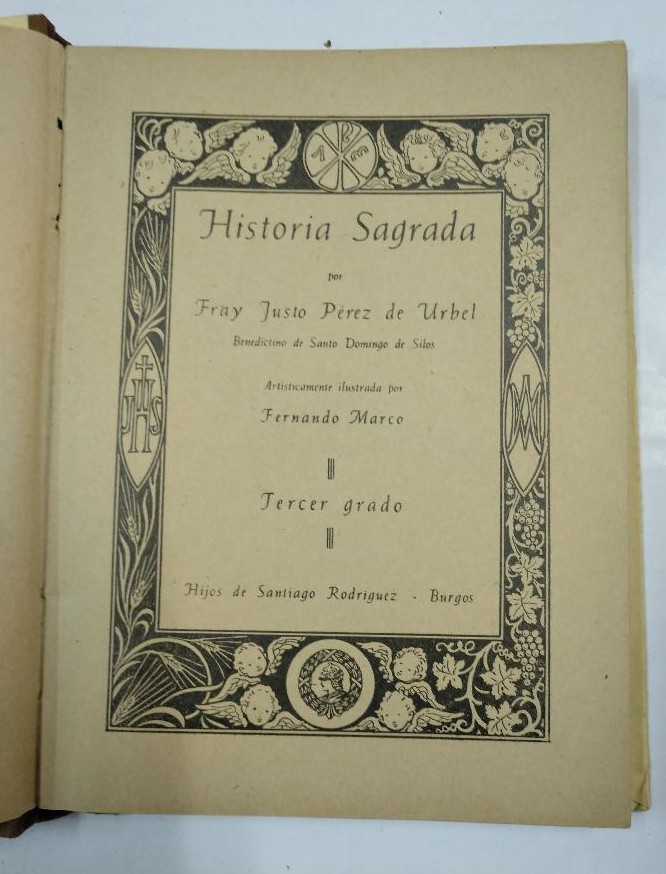 Historia Sagrada
por
Fray Justo Pérez de Urbel
Benedictino de Santo Domingo de Silos
Artísticamente ilustrada por
Fernando Marco
Tercer grado
Hijos de Santiago Rodríguez - Burgos
JHS